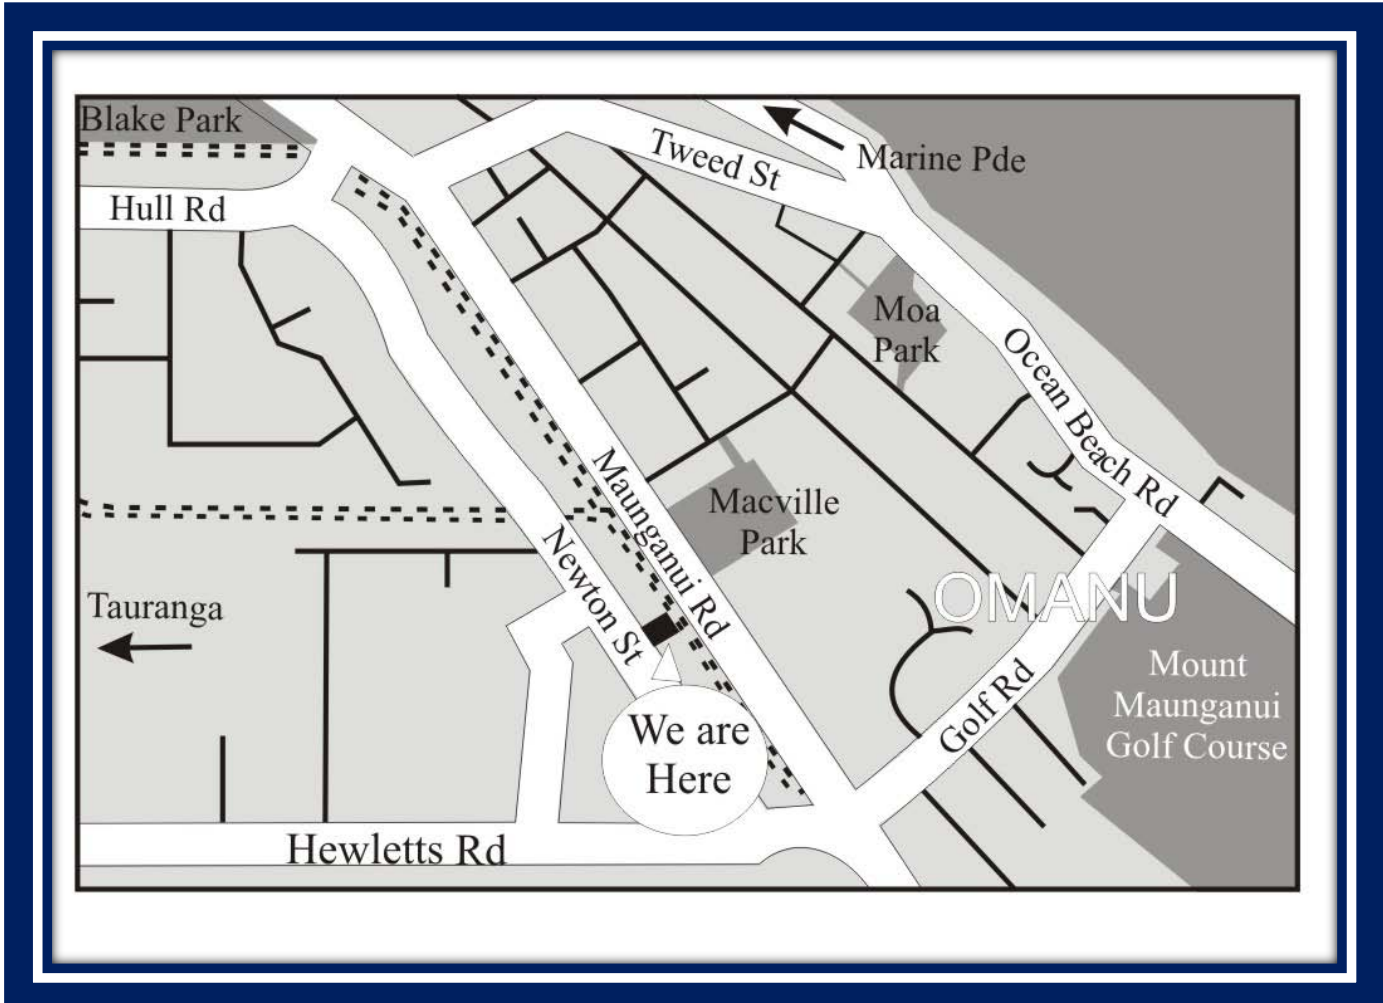 Blake Park
Tweed St
Marine Pde
Hull Rd
Moa
Park
Ocean Beach Rd
Maunganui Rd
Macville
Park
Newton St
OMANU
Tauranga
Golf Rd
Mount
Maunganui
Golf Course
We are
Here
Hewletts Rd